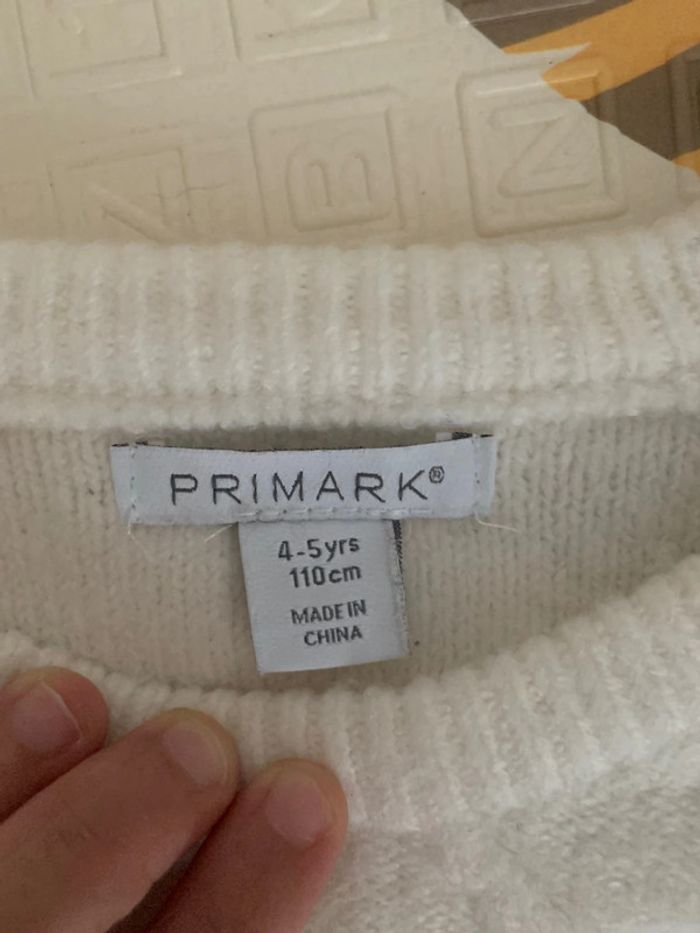 B N
PRIMARK®
4-5yrs
110cm
MADE IN
CHINA